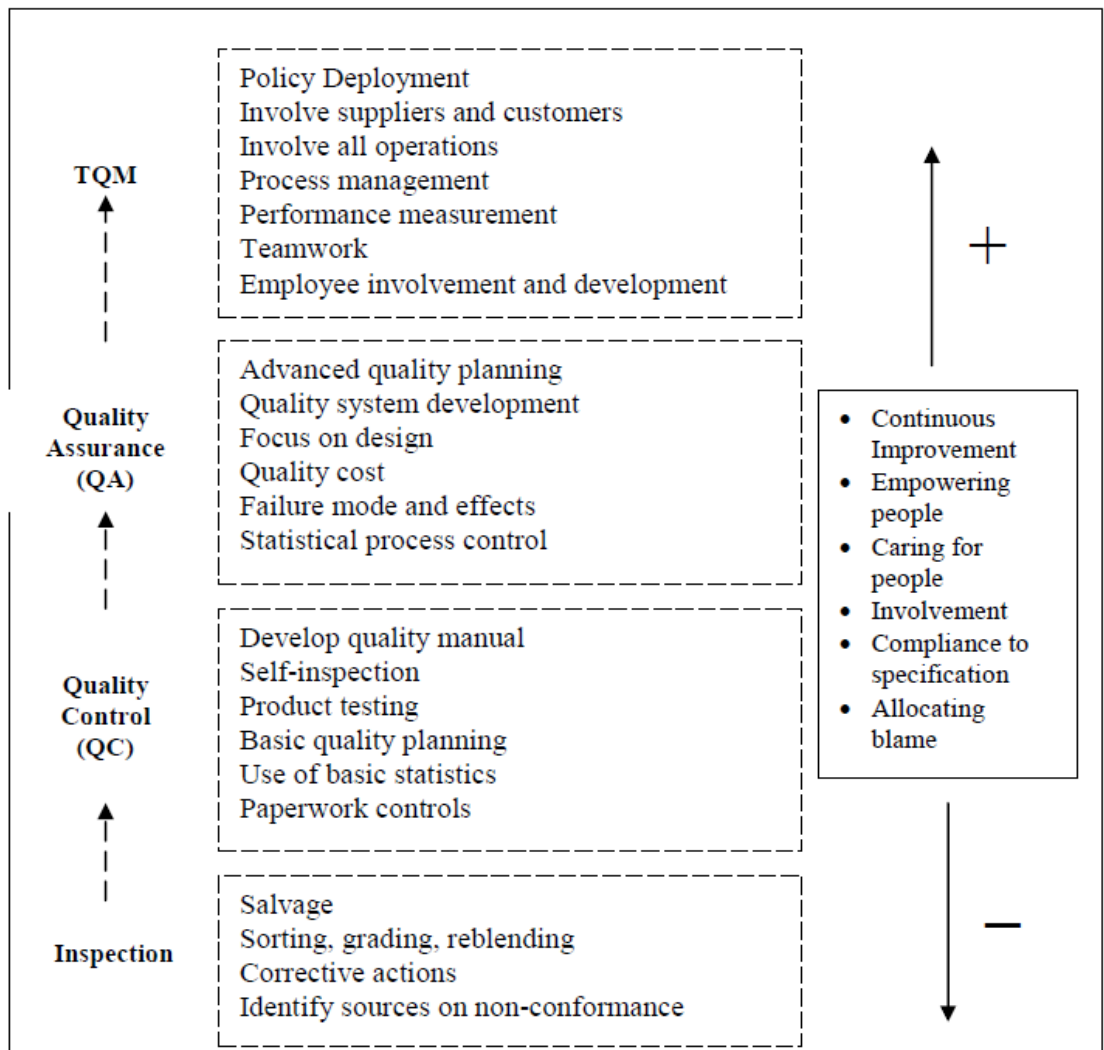 TQM
Policy Deployment
Involve suppliers and customers
Involve all operations
Process management
Performance measurement
Teamwork
Employee involvement and development
+
Quality
Assurance
(QA)
Advanced quality planning
Quality system development
Focus on design
Quality cost
Failure mode and effects
Statistical process control
• Continuous
Improvement
• Empowering
people
• Caring for
people
• Involvement
• Compliance to
specification
• Allocating
blame
Quality
Control
(QC)
Develop quality manual
Self-inspection
Product testing
Basic quality planning
Use of basic statistics
Paperwork controls
Inspection
Salvage
Sorting, grading, reblending
Corrective actions
Identify sources on non-conformance
−